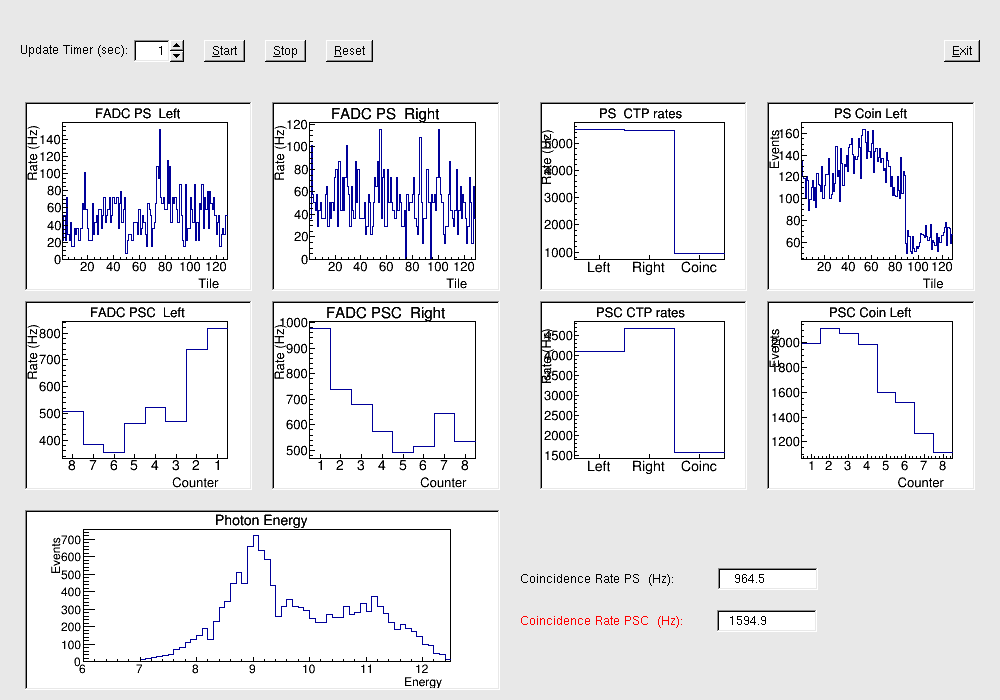 Update Timer (sec): 1 Start Stop Reset Exit
FADC PS Left
Rate (Hz)
140
120
100
80
60
40
20
0
20 40 60 80 100 120
Tile
FADC PS Right
Rate (Hz)
120
100
80
60
40
20
0
20 40 60 80 100 120
Tile
PS CTP rates
Rate (Hz)
5000
4000
3000
2000
1000
Left Right Coinc
PS Coin Left
Events
160
140
120
100
80
60
20 40 60 80 100 120
Tile
FADC PSC Left
Rate (Hz)
800
700
600
500
400
8 7 6 5 4 3 2 1
Counter
FADC PSC Right
Rate (Hz)
1000
900
800
700
600
500
1 2 3 4 5 6 7 8
Counter
PSC CTP rates
Rate (Hz)
4500
4000
3500
3000
2500
2000
1500
Left Right Coinc
PSC Coin Left
Events
2000
1800
1600
1400
1200
1 2 3 4 5 6 7 8
Counter
Photon Energy
Events
700
600
500
400
300
200
100
0
6 7 8 9 10 11 12
Energy
Coincidence Rate PS (Hz): 964.5
Coincidence Rate PSC (Hz): 1594.9